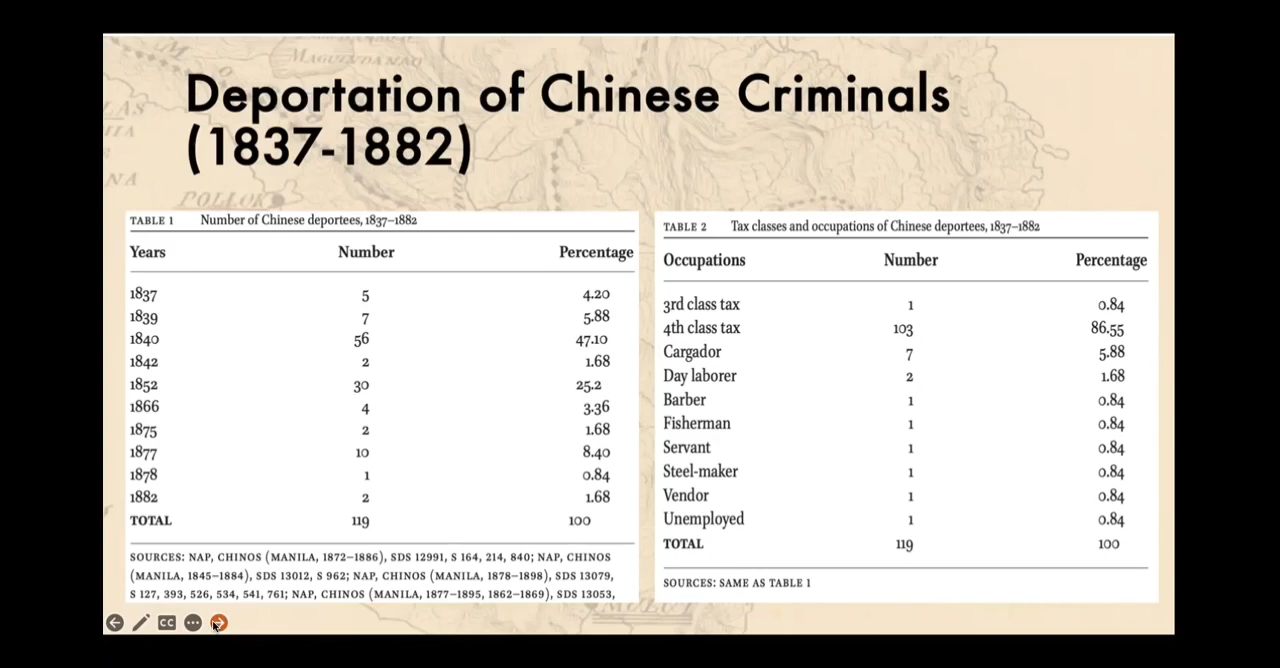 MAGUINDANAO
LAS
NA
POLLOK
Deportation of Chinese Criminals
(1837-1882)
TABLE 1 Number of Chinese deportees, 1837–1882
Years Number Percentage
1837 5 4.20
1839 7 5.88
1840 56 47.10
1842 2 1.68
1852 30 25.2
1866 4 3.36
1875 2 1.68
1877 10 8.40
1878 1 0.84
1882 2 1.68
TOTAL 119 100
SOURCES: NAP, CHINOS (MANILA, 1872–1886), SDS 12991, S 164, 214, 840; NAP, CHINOS
(MANILA, 1845–1884), SDS 13012, S 962; NAP, CHINOS (MANILA, 1878–1898), SDS 13079,
S 127, 393, 526, 534, 541, 761; NAP, CHINOS (MANILA, 1877–1895, 1862–1869), SDS 13053,
TABLE 2 Tax classes and occupations of Chinese deportees, 1837–1882
Occupations Number Percentage
3rd class tax 1 0.84
4th class tax 103 86.55
Cargador 7 5.88
Day laborer 2 1.68
Barber 1 0.84
Fisherman 1 0.84
Servant 1 0.84
Steel-maker 1 0.84
Vendor 1 0.84
Unemployed 1 0.84
TOTAL 119 100
SOURCES: SAME AS TABLE 1
CC